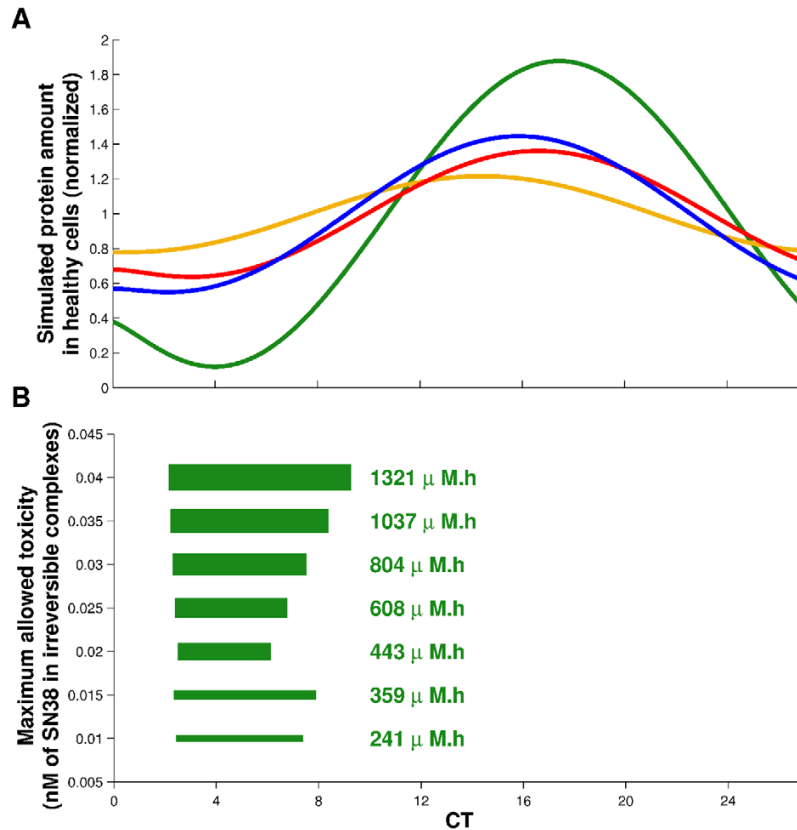 A
2
1.8
1.6
1.4
1.2
1
0.8
0.6
0.4
0.2
0
Simulated protein amount
in healthy cells (normalized)
4
12
24
B
0.045
0.04
0.035
0.03
0.025
0.02
0.015
0.01
0.005
Maximum allowed toxicity
(nM of SN38 in irreversible complexes)
1321 μ M.h
1037 μ M.h
804 μ M.h
608 μ M.h
443 μ M.h
359 μ M.h
241 μ M.h
0 4 8 12 16 20 24
CT